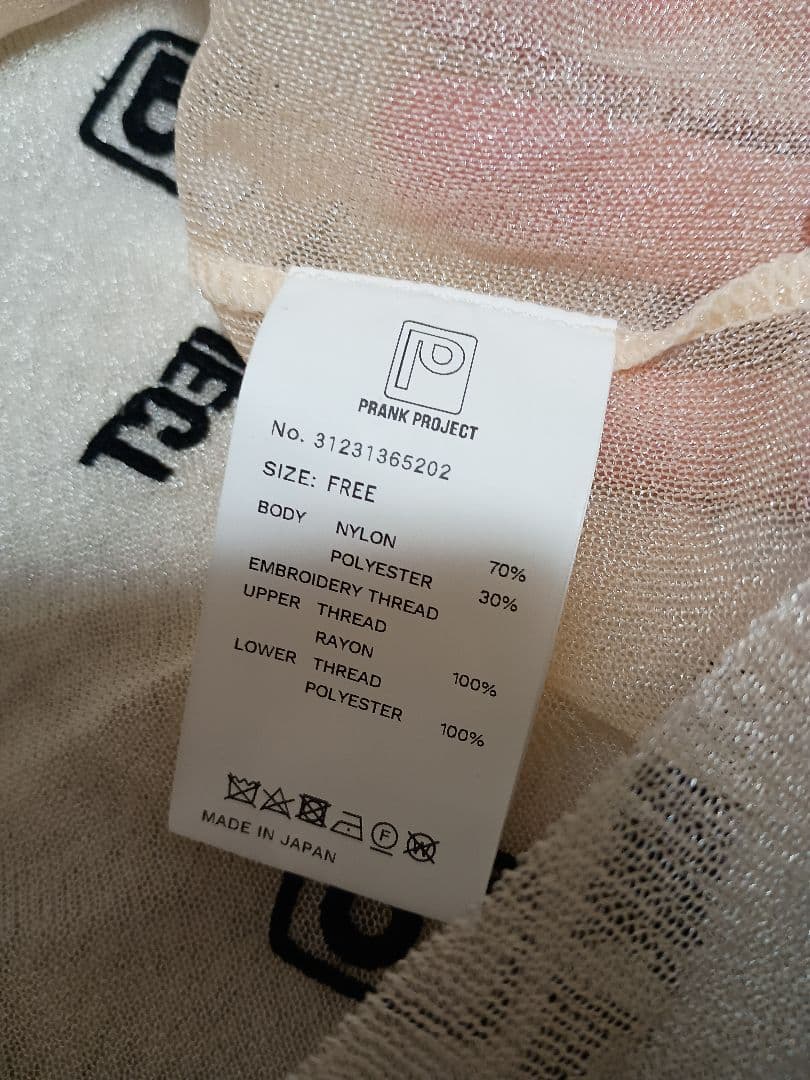 JECT
P
PRANK PROJECT
No. 31231365202
SIZE: FREE
BODY NYLON 70%
POLYESTER 30%
EMBROIDERY THREAD
UPPER THREAD
RAYON 100%
LOWER THREAD
POLYESTER 100%
F
W
MADE IN JAPAN